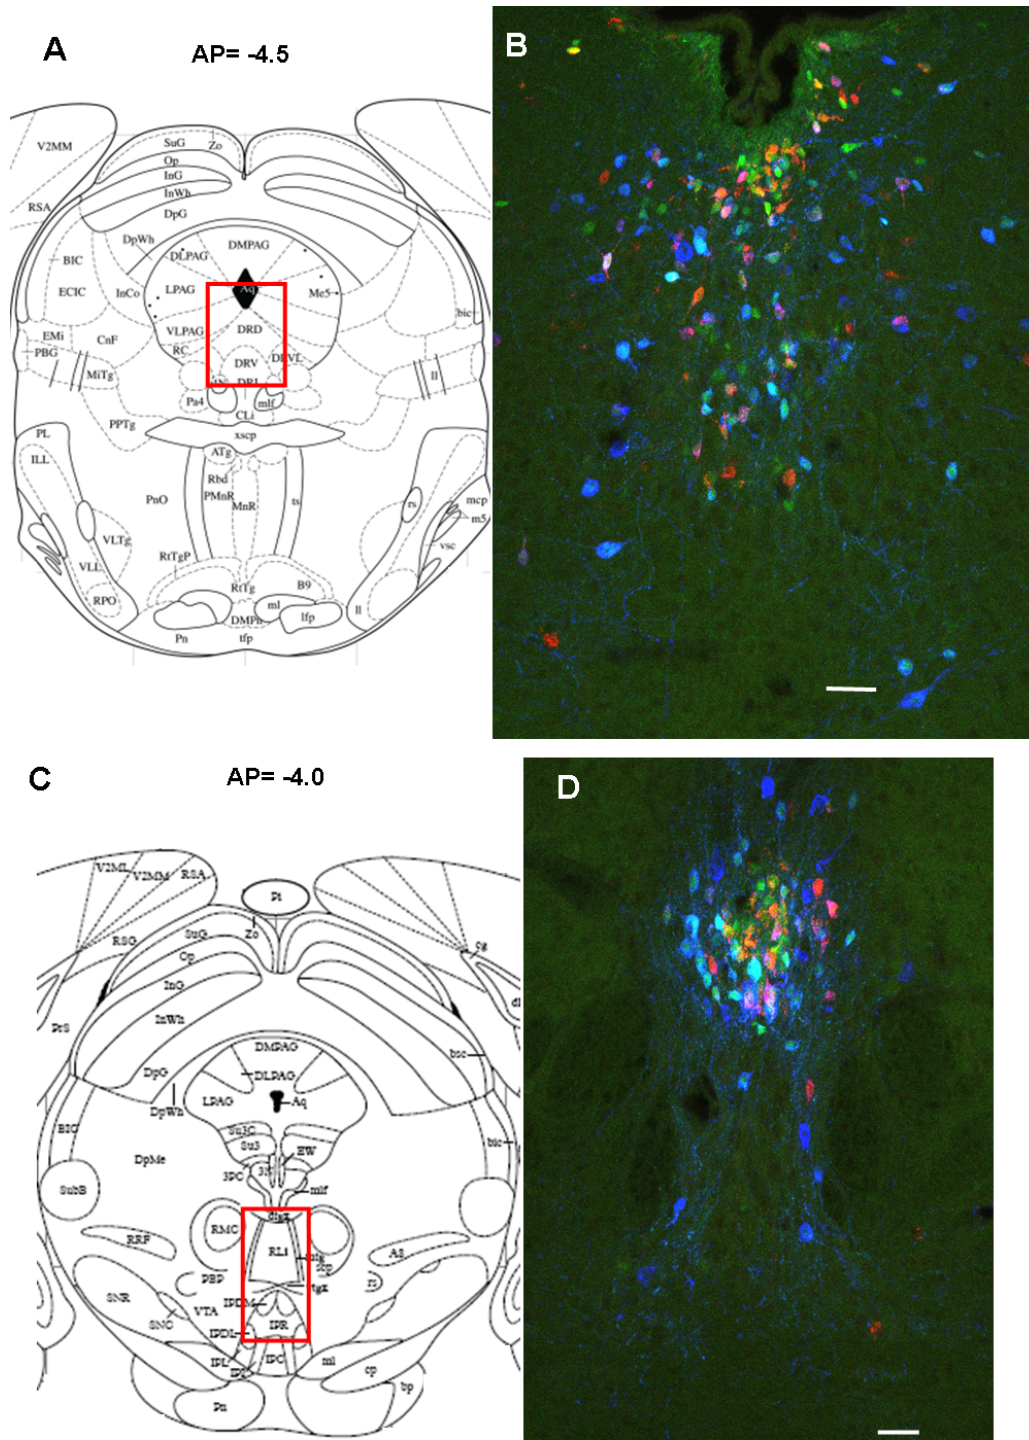 A
AP= -4.5
B
V2MM
SuG
Zo
Op
InG
InWh
RSA
DpG
DpWh
DMPAG
DLPAG
BIC
ECIC
InCo
LPAG
Aq
Me5
bic
VLPAG
DRD
EMi
CnF
PBG
RC
DRV
MiTg
ll
Pa4
mlf
CLi
PPTg
xscp
PL
ATg
ILL
Rbd
PMnR
MnR
PnO
ts
rs
mcp
m5
VLTg
vsc
RtTgP
VLL
RtTg
B9
RPO
ml
ll
lfp
Pn
tfp
C
AP= -4.0
D
V2ML
V2MM
RSA
Pt
RSG
SuG
Zo
cg
Op
InG
PrS
InWh
DMPAG
bsc
DpG
DLPAG
DpWh
LPAG
Aq
BIC
bic
Su3C
Su3
EW
DpMe
3PC
mlf
SubB
RMC
RLi
RRF
A8
scp
PBP
rs
SNR
IPDM
VTA
SNC
IPR
IPDL
IPL
IPC
ml
cp
bp
Pn